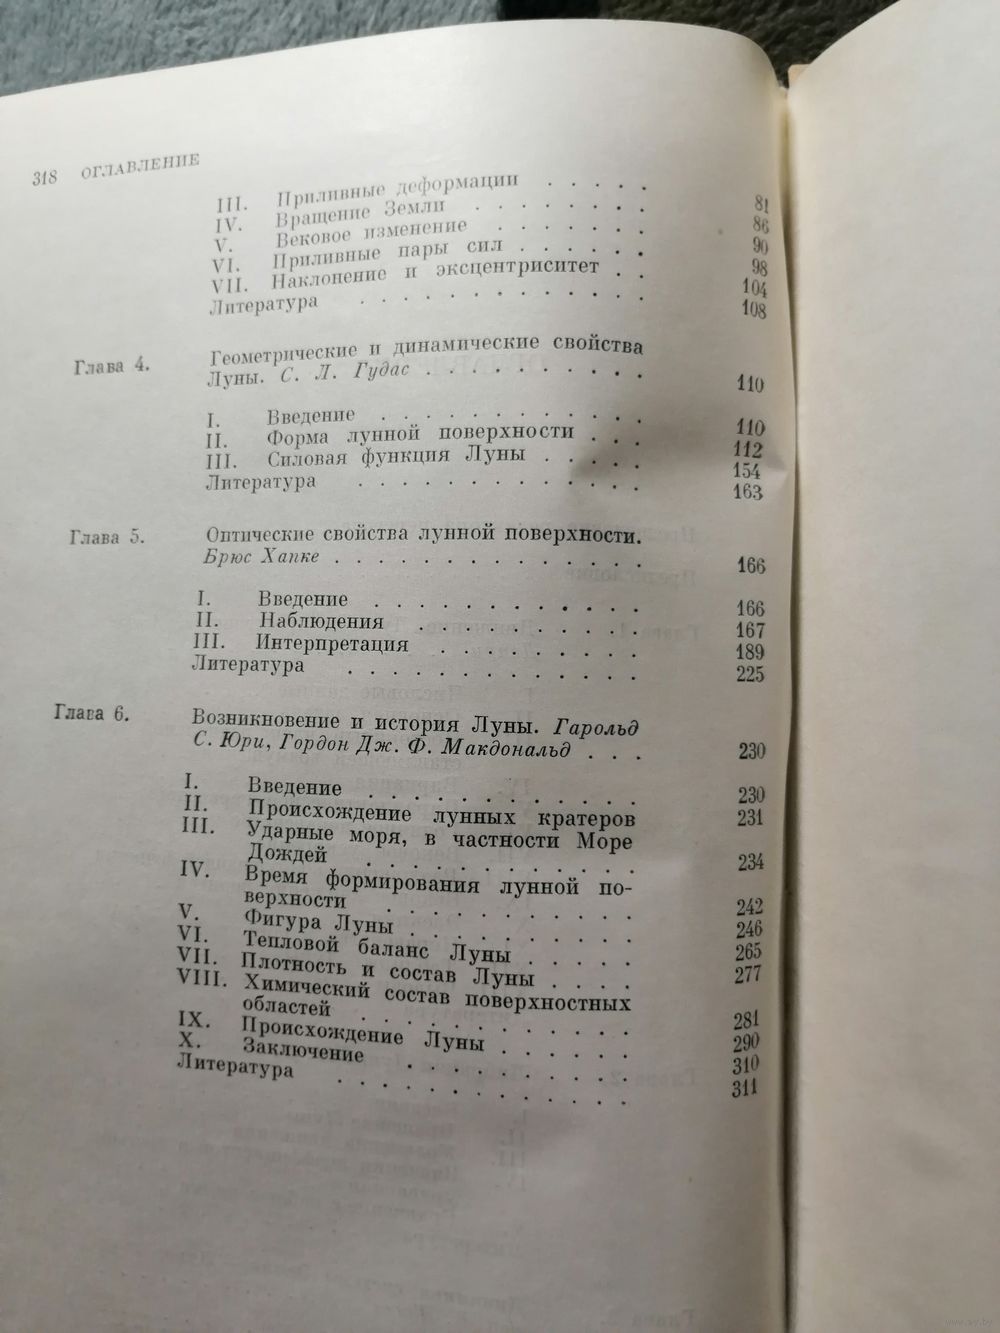 318 ОГЛАВЛЕНИЕ
III. Приливные деформации . . . . . 81
IV. Вращение Земли . . . . . . . . 86
V. Вековое изменение . . . . . . . 90
VI. Приливные пары сил . . . . . . 98
VII. Наклонение и эксцентриситет . . 104
Литература . . . . . . . . . . . . . 108
Глава 4. Геометрические и динамические свойства
Луны. С. Л. Гудас . . . . . . . . . . 110
I. Введение . . . . . . . . . . . . 110
II. Форма лунной поверхности . . . 112
III. Силовая функция Луны . . . . . 154
Литература . . . . . . . . . . . . . 163
Глава 5. Оптические свойства лунной поверхности.
Брюс Хапке . . . . . . . . . . . . . . 166
I. Введение . . . . . . . . . . . . 166
II. Наблюдения . . . . . . . . . . 167
III. Интерпретация . . . . . . . . . 189
Литература . . . . . . . . . . . . . 225
Глава 6. Возникновение и история Луны. Гарольд
С. Юри, Гордон Дж. Ф. Макдональд . . . 230
I. Введение . . . . . . . . . . . . 230
II. Происхождение лунных кратеров 231
III. Ударные моря, в частности Море
Дождей . . . . . . . . . . . . 234
IV. Время формирования лунной по-
верхности . . . . . . . . . . . 242
V. Фигура Луны . . . . . . . . . . 246
VI. Тепловой баланс Луны . . . . . 265
VII. Плотность и состав Луны . . . . 277
VIII. Химический состав поверхностных
областей . . . . . . . . . . . . 281
IX. Происхождение Луны . . . . . . 290
X. Заключение . . . . . . . . . . 310
Литература . . . . . . . . . . . . . 311